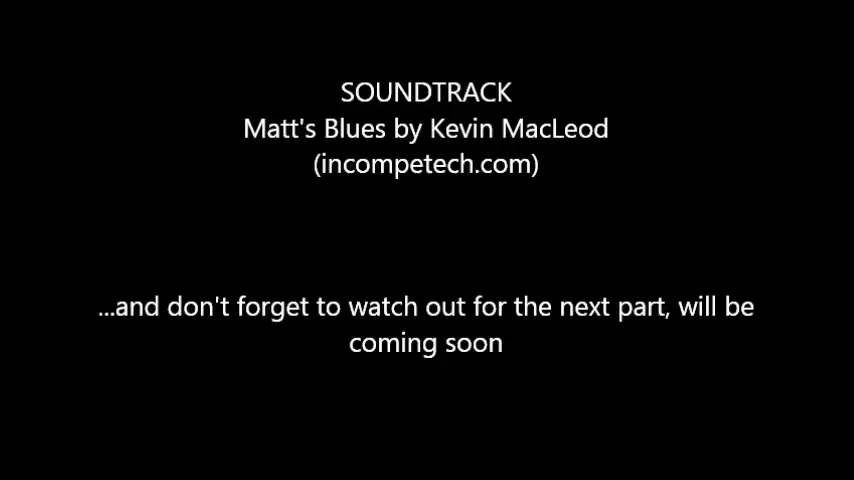 SOUNDTRACK
Matt's Blues by Kevin MacLeod
(incompetech.com)
...and don't forget to watch out for the next part, will be
coming soon